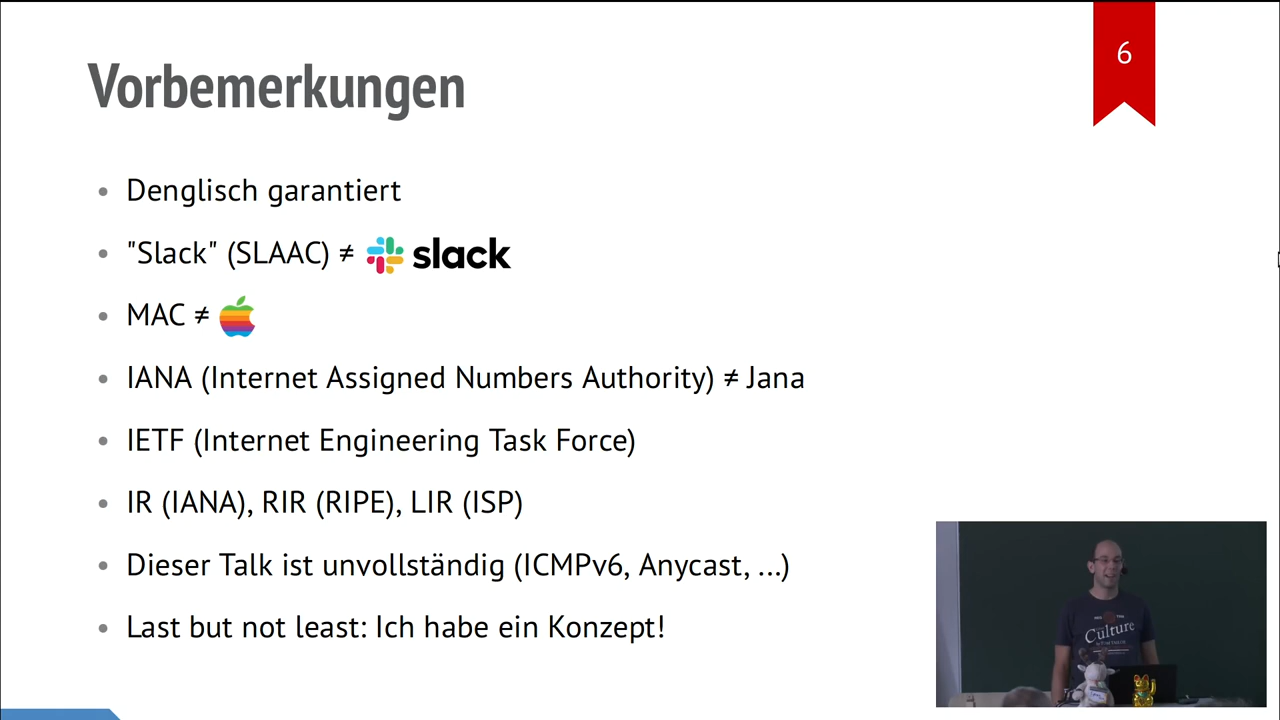 6
Vorbemerkungen
Denglisch garantiert
"Slack" (SLAAC) ≠ slack
MAC ≠
IANA (Internet Assigned Numbers Authority) ≠ Jana
IETF (Internet Engineering Task Force)
IR (IANA), RIR (RIPE), LIR (ISP)
Dieser Talk ist unvollständig (ICMPv6, Anycast, ...)
Last but not least: Ich habe ein Konzept!
Culture